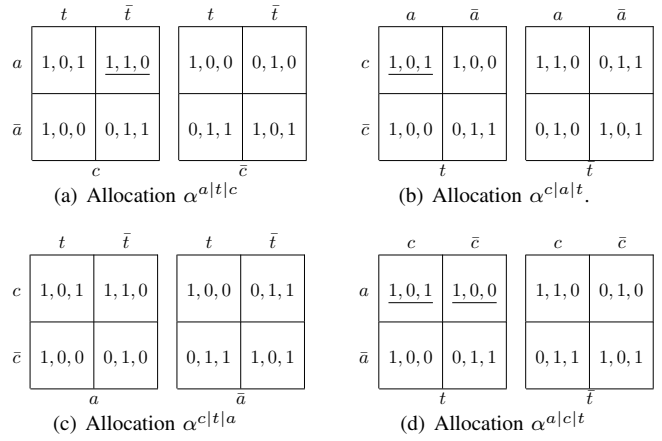 t t̄ t t̄
a 1, 0, 1 1, 1, 0 1, 0, 0 0, 1, 0
ā 1, 0, 0 0, 1, 1 0, 1, 1 1, 0, 1
c c̄
(a) Allocation α^{a|t|c}
a ā a ā
c 1, 0, 1 1, 0, 0 1, 1, 0 0, 1, 1
c̄ 1, 0, 0 0, 1, 1 0, 1, 0 1, 0, 1
t t̄
(b) Allocation α^{c|a|t}.
t t̄ t t̄
c 1, 0, 1 1, 1, 0 1, 0, 0 0, 1, 1
c̄ 1, 0, 0 0, 1, 0 0, 1, 1 1, 0, 1
a ā
(c) Allocation α^{c|t|a}
c c̄ c c̄
a 1, 0, 1 1, 0, 0 1, 1, 0 0, 1, 0
ā 1, 0, 0 0, 1, 1 0, 1, 1 1, 0, 1
t t̄
(d) Allocation α^{a|c|t}